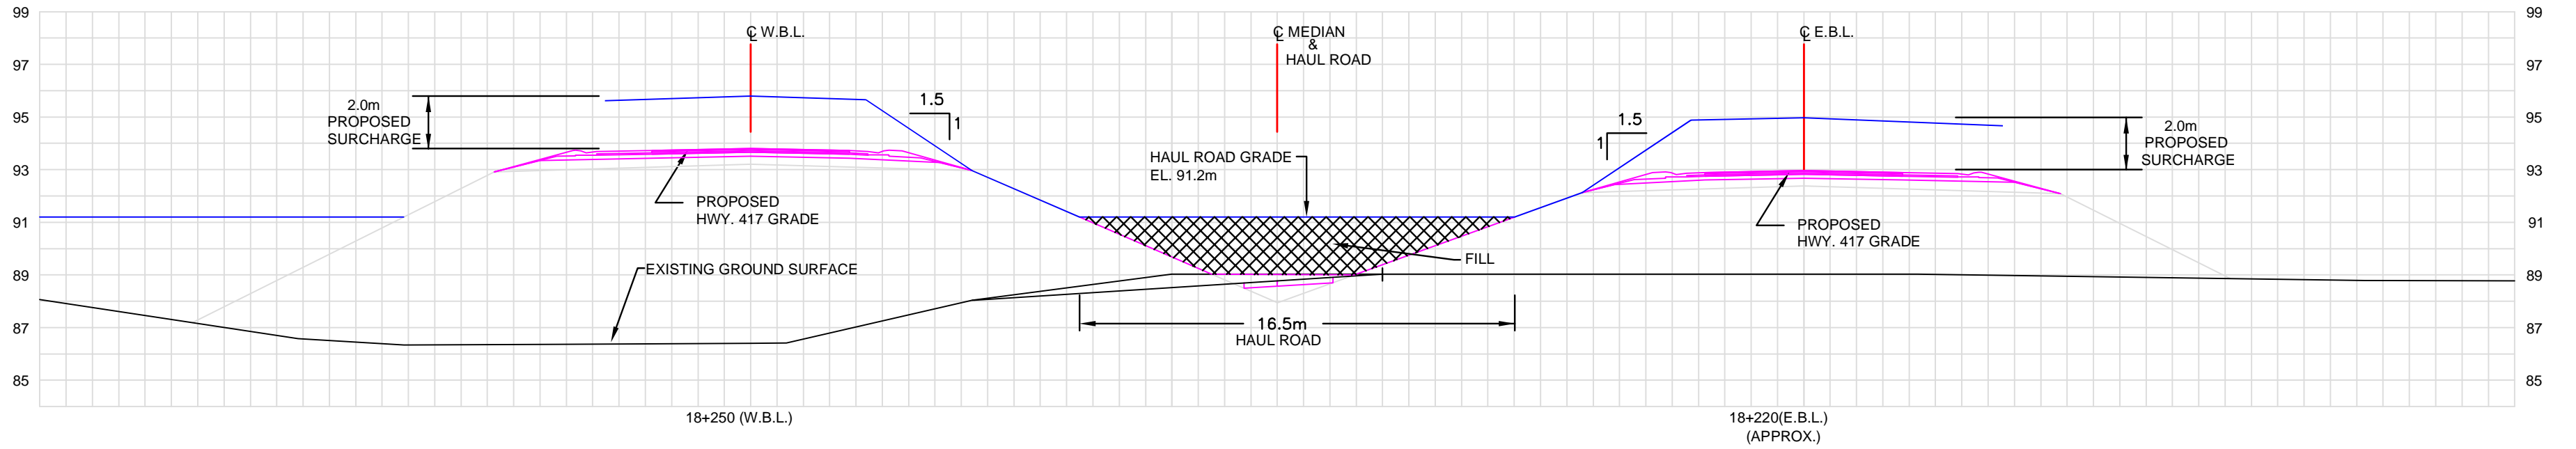 99
97
95
93
91
89
87
85
℄ W.B.L.
℄ MEDIAN
&
HAUL ROAD
℄ E.B.L.
99
97
95
93
91
89
87
85
2.0m
PROPOSED
SURCHARGE
1.5
1
HAUL ROAD GRADE
EL. 91.2m
1.5
1
2.0m
PROPOSED
SURCHARGE
PROPOSED
HWY. 417 GRADE
PROPOSED
HWY. 417 GRADE
EXISTING GROUND SURFACE
FILL
16.5m
HAUL ROAD
18+250 (W.B.L.)
18+220(E.B.L.)
(APPROX.)